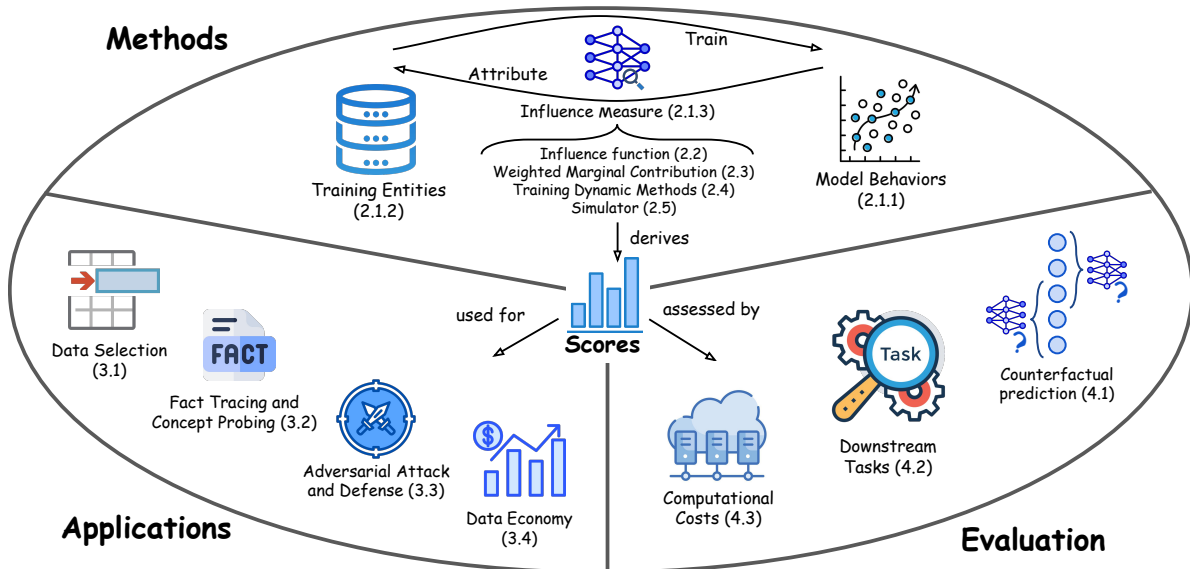 Methods
Train
Attribute
Influence Measure (2.1.3)
Influence function (2.2)
Weighted Marginal Contribution (2.3)
Training Dynamic Methods (2.4)
Simulator (2.5)
Training Entities
(2.1.2)
Model Behaviors
(2.1.1)
derives
used for
assessed by
Scores
Data Selection
(3.1)
FACT
Fact Tracing and
Concept Probing (3.2)
Adversarial Attack
and Defense (3.3)
$
Data Economy
(3.4)
Applications
Computational
Costs (4.3)
Task
Downstream
Tasks (4.2)
?
?
Counterfactual
prediction (4.1)
Evaluation